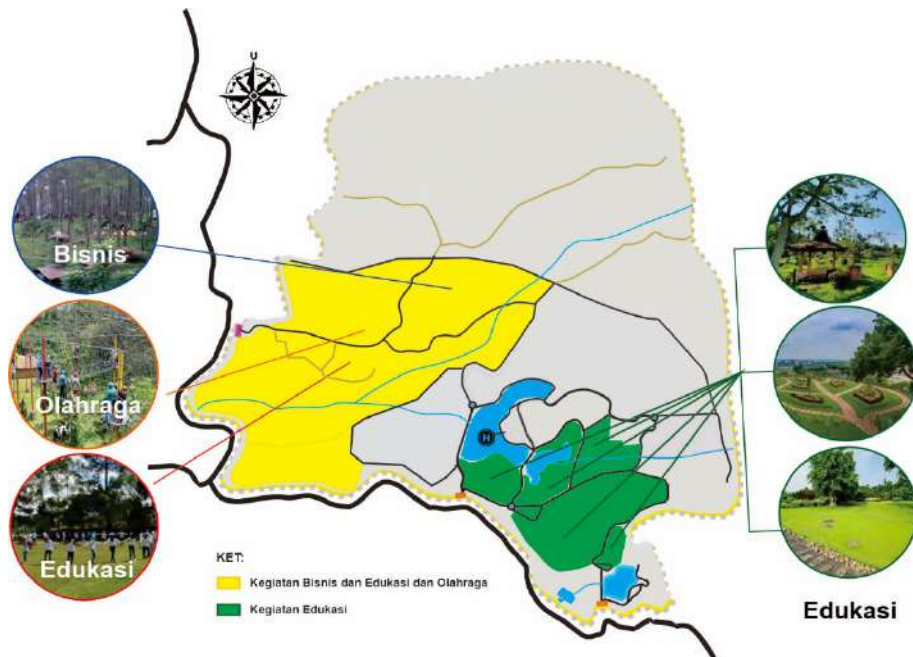 U
Bisnis
Olahraga
Edukasi
H
KET:
Kegiatan Bisnis dan Edukasi dan Olahraga
Kegiatan Edukasi
Edukasi